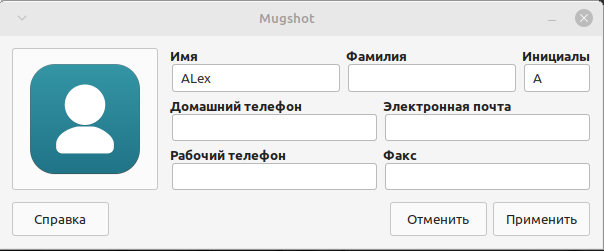 Mugshot
Имя Фамилия Инициалы
ALex A
Домашний телефон Электронная почта
Рабочий телефон Факс
Справка Отменить Применить